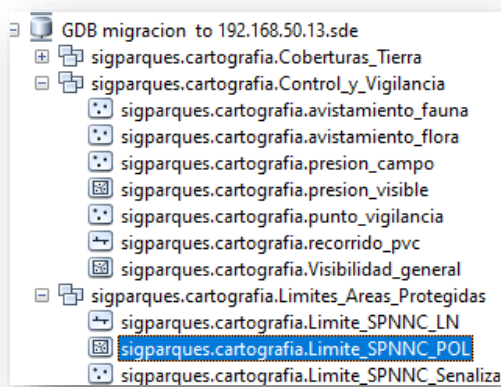 GDB migracion to 192.168.50.13.sde
sigparques.cartografia.Coberturas_Tierra
sigparques.cartografia.Control_y_Vigilancia
sigparques.cartografia.avistamiento_fauna
sigparques.cartografia.avistamiento_flora
sigparques.cartografia.presion_campo
sigparques.cartografia.presion_visible
sigparques.cartografia.punto_vigilancia
sigparques.cartografia.recorrido_pvc
sigparques.cartografia.Visibilidad_general
sigparques.cartografia.Limites_Areas_Protegidas
sigparques.cartografia.Limite_SPNNC_LN
sigparques.cartografia.Limite_SPNNC_POL
sigparques.cartografia.Limite_SPNNC_Senaliza